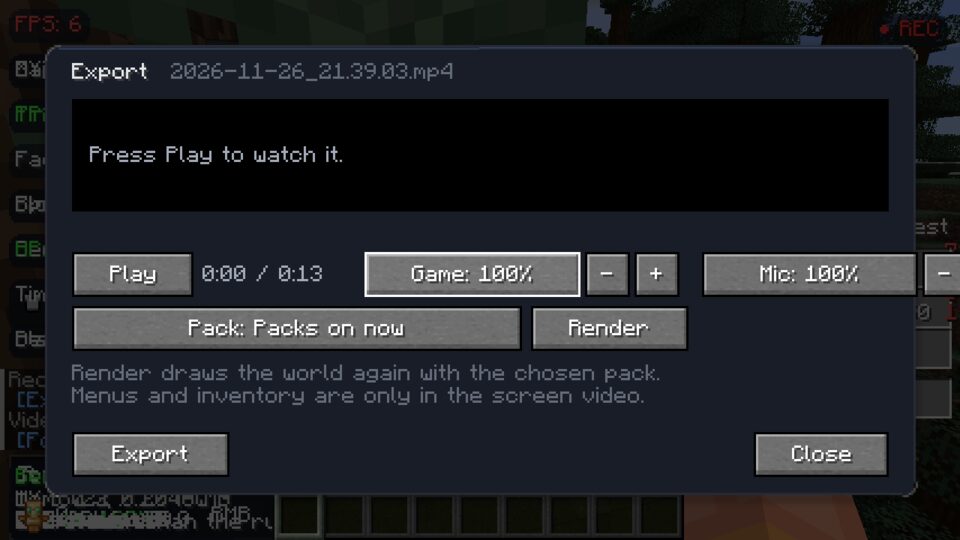 FPS: 6
REC
Export 2026-11-26_21.39.03.mp4
Press Play to watch it.
Play 0:00 / 0:13 Game: 100% - + Mic: 100% -
Pack: Packs on now Render
Render draws the world again with the chosen pack.
Menus and inventory are only in the screen video.
Export Close